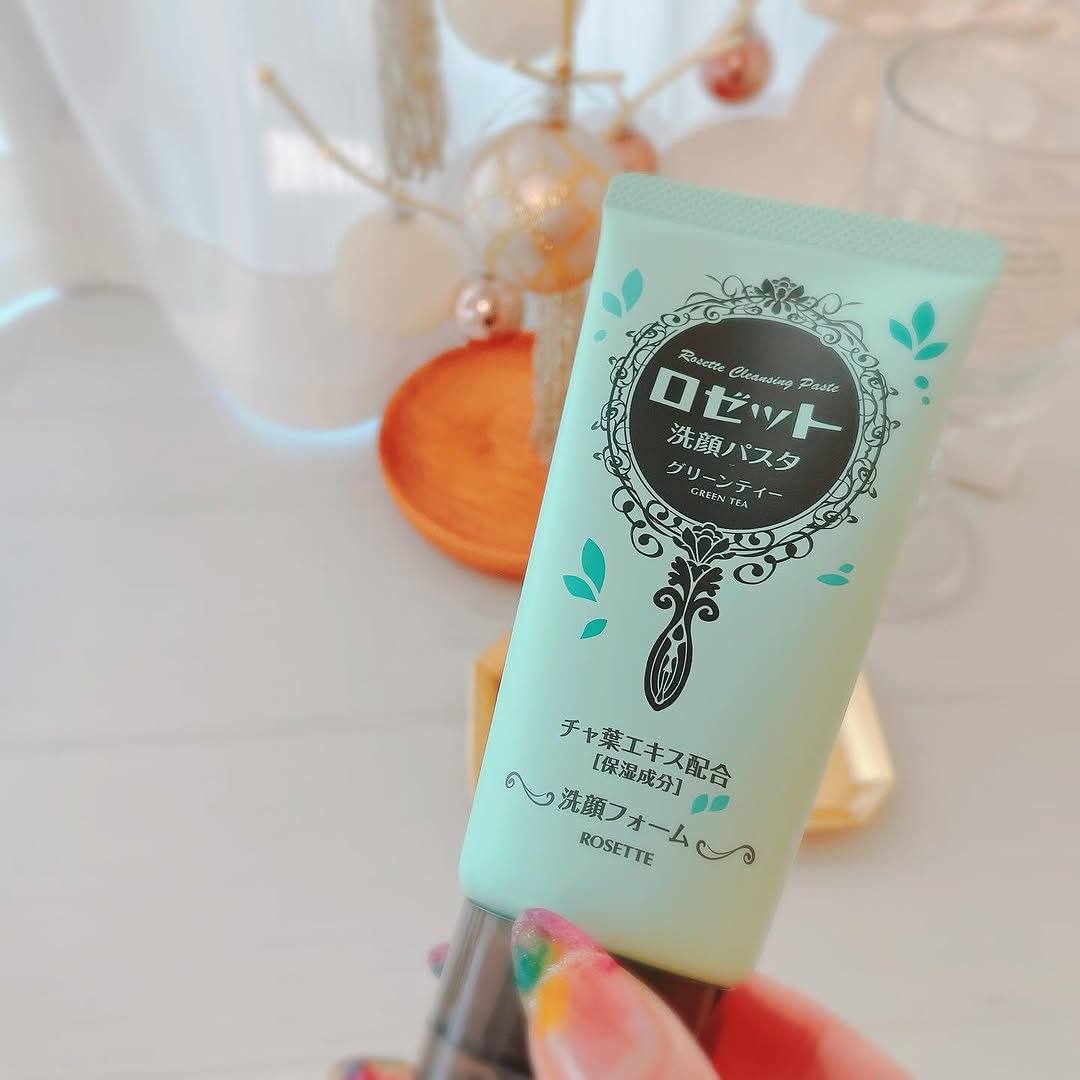 Rosette Cleansing Paste
ロゼット
洗顔パスタ
グリーンティー
GREEN TEA
チャ葉エキス配合
[保湿成分]
洗顔フォーム
ROSETTE